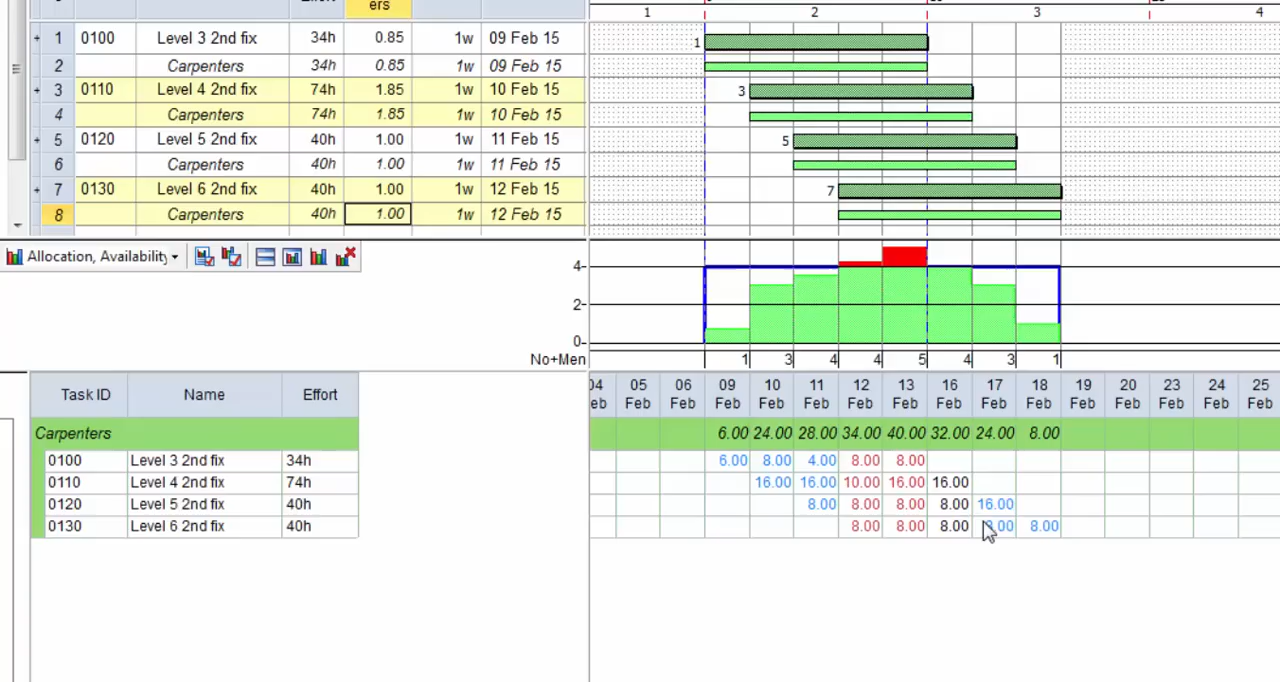 ers
1 2 3 4
1 0100 Level 3 2nd fix 34h 0.85 1w 09 Feb 15 1
2 Carpenters 34h 0.85 1w 09 Feb 15
3 0110 Level 4 2nd fix 74h 1.85 1w 10 Feb 15 3
4 Carpenters 74h 1.85 1w 10 Feb 15
5 0120 Level 5 2nd fix 40h 1.00 1w 11 Feb 15 5
6 Carpenters 40h 1.00 1w 11 Feb 15
7 0130 Level 6 2nd fix 40h 1.00 1w 12 Feb 15 7
8 Carpenters 40h 1.00 1w 12 Feb 15
Allocation, Availability 4
2
0
No+Men 1 3 4 4 5 4 3 1
Task ID Name Effort
04 05 06 09 10 11 12 13 16 17 18 19 20 23 24 25
eb Feb Feb Feb Feb Feb Feb Feb Feb Feb Feb Feb Feb Feb Feb Feb
Carpenters 6.00 24.00 28.00 34.00 40.00 32.00 24.00 8.00
0100 Level 3 2nd fix 34h 6.00 8.00 4.00 8.00 8.00
0110 Level 4 2nd fix 74h 16.00 16.00 10.00 16.00 16.00
0120 Level 5 2nd fix 40h 8.00 8.00 8.00 8.00 16.00
0130 Level 6 2nd fix 40h 8.00 8.00 8.00 8.00